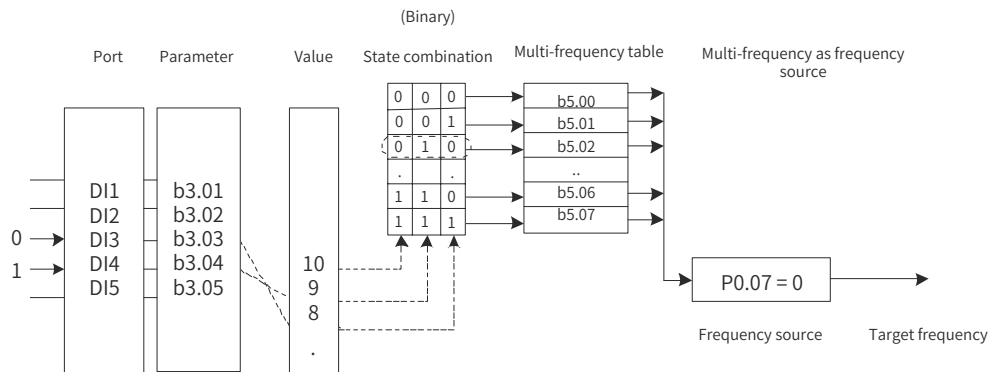 (Binary)
Port
Parameter
Value
State combination
Multi-frequency table
Multi-frequency as frequency
source
0 0 0
b5.00
0 0 1
b5.01
0 1 0
b5.02
. .
..
1 1 0
b5.06
1 1 1
b5.07
DI1
b3.01
DI2
b3.02
0
DI3
b3.03
1
DI4
b3.04
10
DI5
b3.05
9
8
.
P0.07 = 0
Frequency source
Target frequency